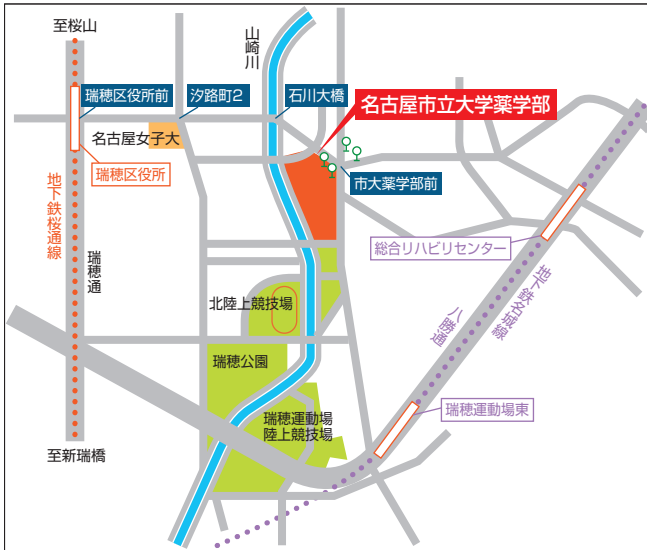 至桜山
山崎川
瑞穂区役所前
汐路町2
石川大橋
名古屋市立大学薬学部
名古屋女子大
瑞穂区役所
市大薬学部前
地下鉄桜通線
瑞穂通
総合リハビリセンター
地下鉄名城線
八勝通
北陸上競技場
瑞穂公園
瑞穂運動場東
瑞穂運動場
陸上競技場
至新瑞橋